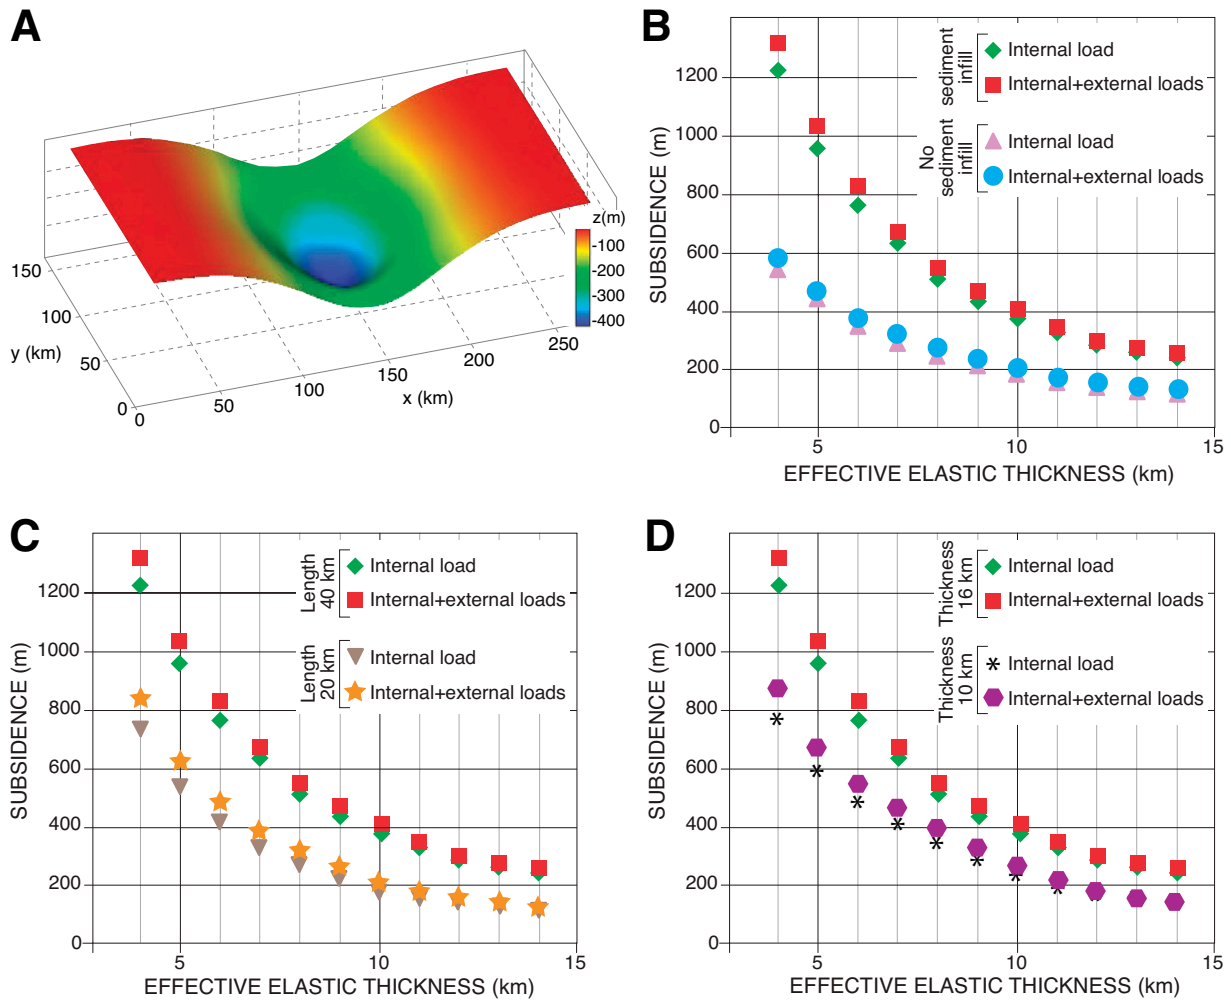 A
z(m)
-100
-200
-300
-400
150
100
50
0
y (km)
0
50
100
150
200
250
x (km)
B
sediment
infill
Internal load
Internal+external loads
No
sediment
infill
Internal load
Internal+external loads
1200
1000
800
600
400
200
0
SUBSIDENCE (m)
5
10
15
EFFECTIVE ELASTIC THICKNESS (km)
C
Length
40 km
Internal load
Internal+external loads
Length
20 km
Internal load
Internal+external loads
1200
1000
800
600
400
200
0
SUBSIDENCE (m)
5
10
15
EFFECTIVE ELASTIC THICKNESS (km)
D
Thickness
16 km
Internal load
Internal+external loads
Thickness
10 km
Internal load
Internal+external loads
1200
1000
800
600
400
200
0
SUBSIDENCE (m)
5
10
15
EFFECTIVE ELASTIC THICKNESS (km)